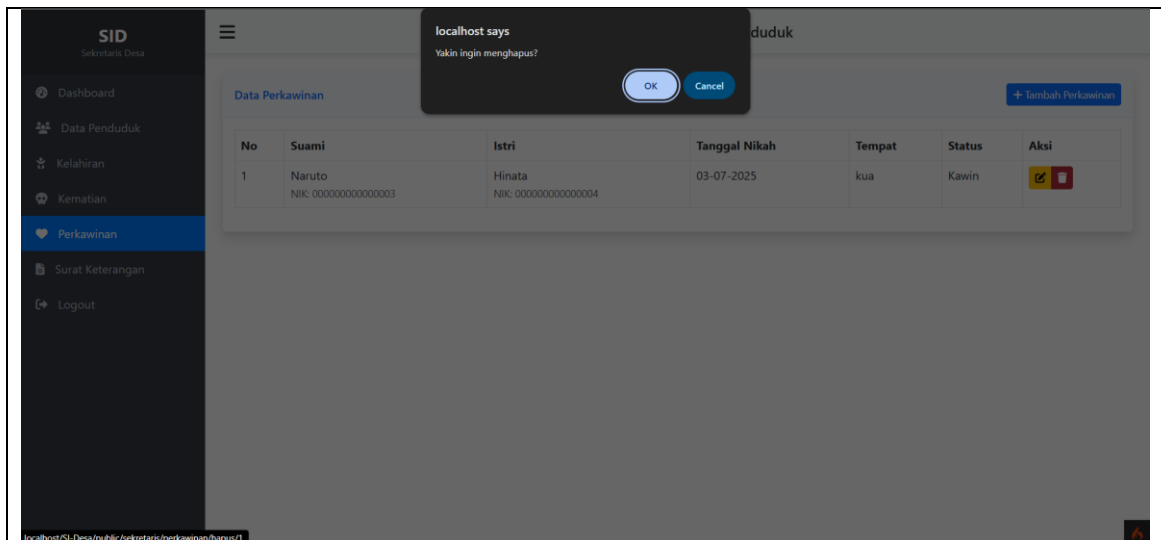 SID
Sekretaris Desa
Dashboard
Data Penduduk
Kelahiran
Kematian
Perkawinan
Surat Keterangan
Logout
duduk
localhost says
Yakin ingin menghapus?
OK
Cancel
Data Perkawinan
+ Tambah Perkawinan
No Suami Istri Tanggal Nikah Tempat Status Aksi
1 Naruto Hinata 03-07-2025 kua Kawin
NIK: 000000000000003 NIK: 000000000000004
localhost/SI-Desa/public/sekretaris/perkawinan/hapus/1